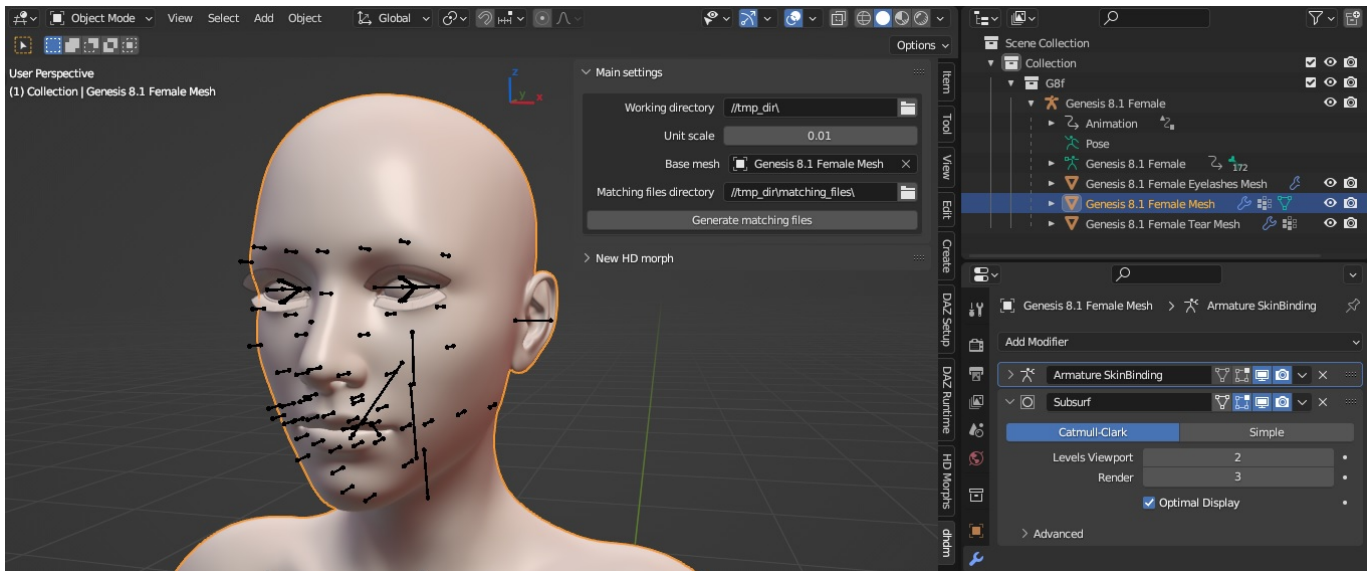 Object Mode View Select Add Object Global
Options
User Perspective
(1) Collection | Genesis 8.1 Female Mesh
Z
Y X
Main settings
Working directory //tmp_dir\
Unit scale 0.01
Base mesh Genesis 8.1 Female Mesh
Matching files directory //tmp_dir\matching_files\
Generate matching files
New HD morph
Item
Tool
View
Edit
Create
DAZ Setup
DAZ Runtime
HD Morphs
dhdm
Scene Collection
Collection
G8f
Genesis 8.1 Female
Animation 2
Pose
Genesis 8.1 Female 172
Genesis 8.1 Female Eyelashes Mesh
Genesis 8.1 Female Mesh
Genesis 8.1 Female Tear Mesh
Genesis 8.1 Female Mesh > Armature SkinBinding
Add Modifier
Armature SkinBinding
Subsurf
Catmull-Clark Simple
Levels Viewport 2
Render 3
Optimal Display
Advanced